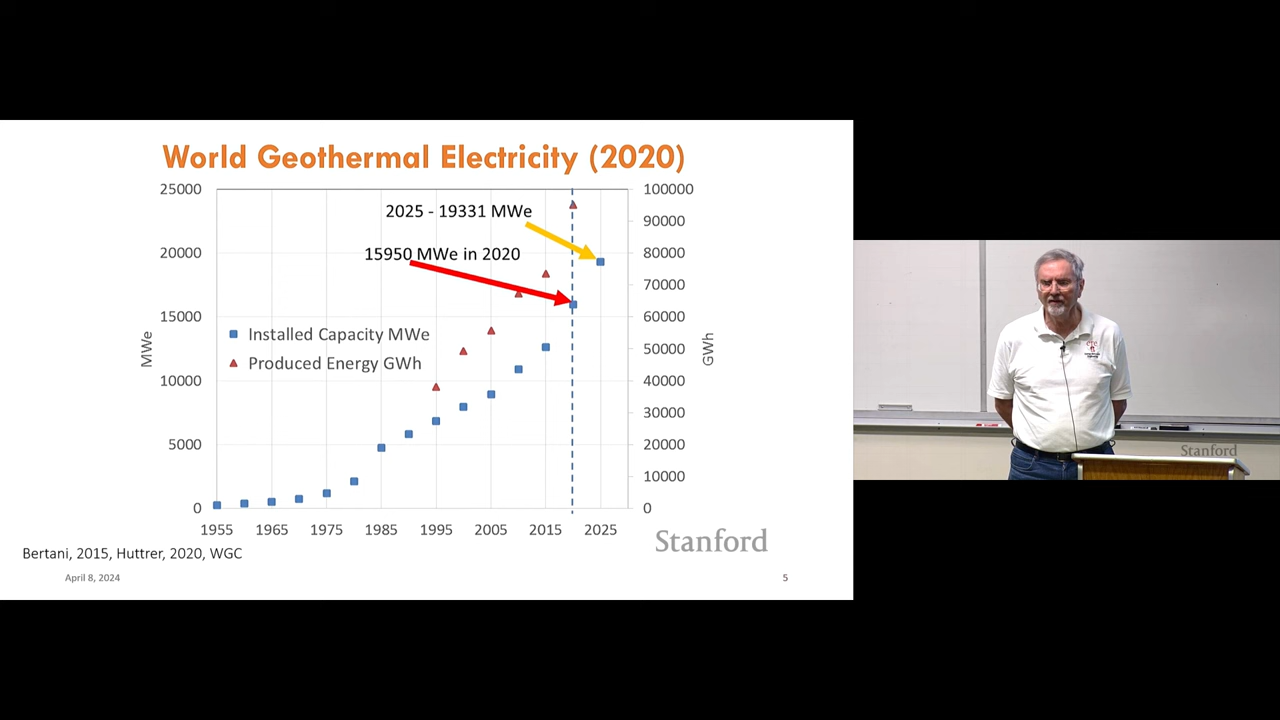 World Geothermal Electricity (2020)
25000
20000
15000
10000
5000
0
MWe
100000
90000
80000
70000
60000
50000
40000
30000
20000
10000
0
GWh
2025 - 19331 MWe
15950 MWe in 2020
Installed Capacity MWe
Produced Energy GWh
1955 1965 1975 1985 1995 2005 2015 2025
Stanford
Bertani, 2015, Huttrer, 2020, WGC
April 8, 2024
5
Stanford